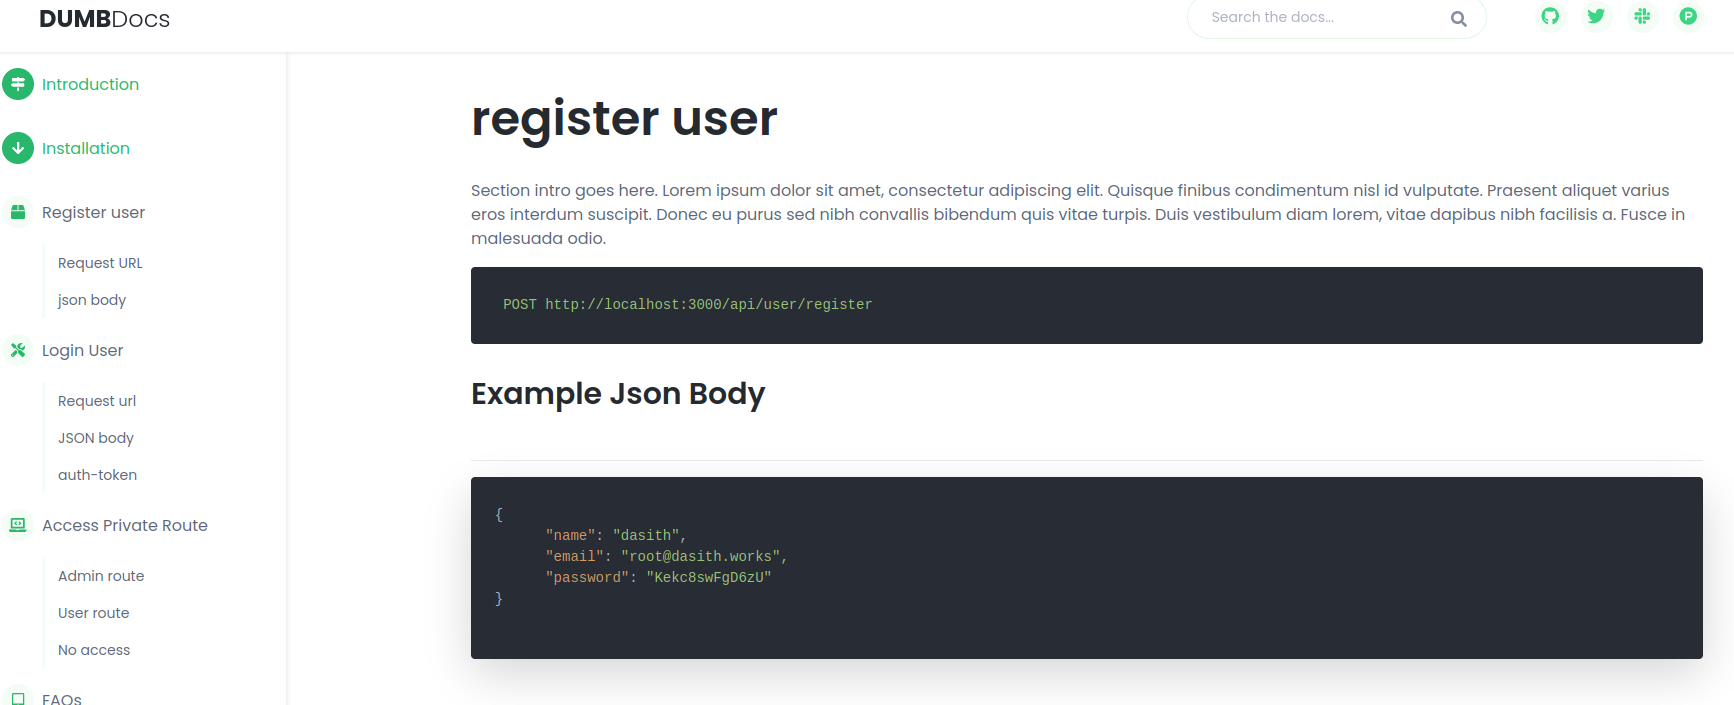 DUMBDocs
Search the docs...
Introduction
Installation
Register user
Request URL
json body
Login User
Request url
JSON body
auth-token
Access Private Route
Admin route
User route
No access
FAQs
register user
Section intro goes here. Lorem ipsum dolor sit amet, consectetur adipiscing elit. Quisque finibus condimentum nisl id vulputate. Praesent aliquet varius
eros interdum suscipit. Donec eu purus sed nibh convallis bibendum quis vitae turpis. Duis vestibulum diam lorem, vitae dapibus nibh facilisis a. Fusce in
malesuada odio.
POST http://localhost:3000/api/user/register
Example Json Body
{
"name": "dasith",
"email": "root@dasith.works",
"password": "Kekc8swFgD6zU"
}